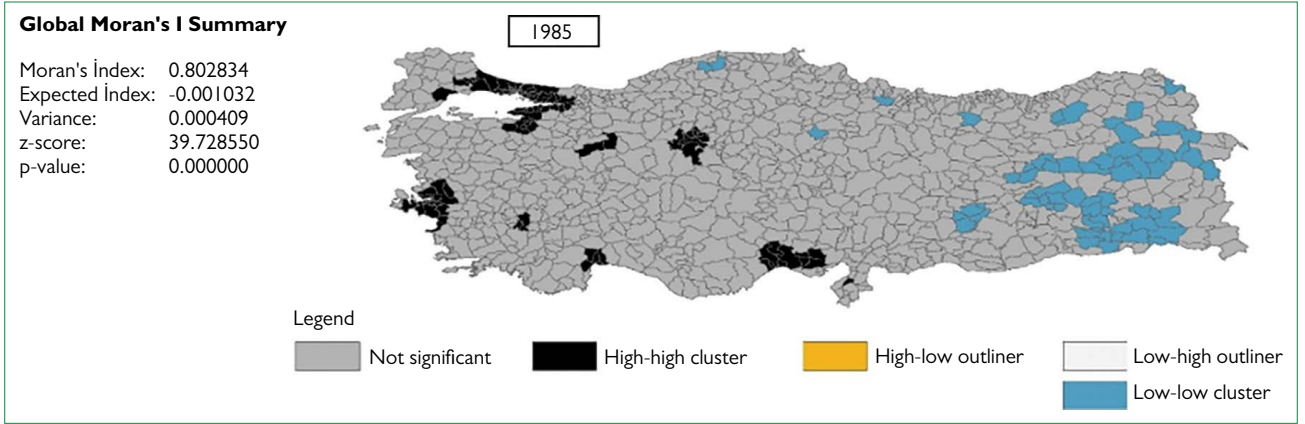 Global Moran's I Summary
1985
Moran's İndex: 0.802834
Expected İndex: -0.001032
Variance: 0.000409
z-score: 39.728550
p-value: 0.000000
Legend
Not significant
High-high cluster
High-low outliner
Low-high outliner
Low-low cluster